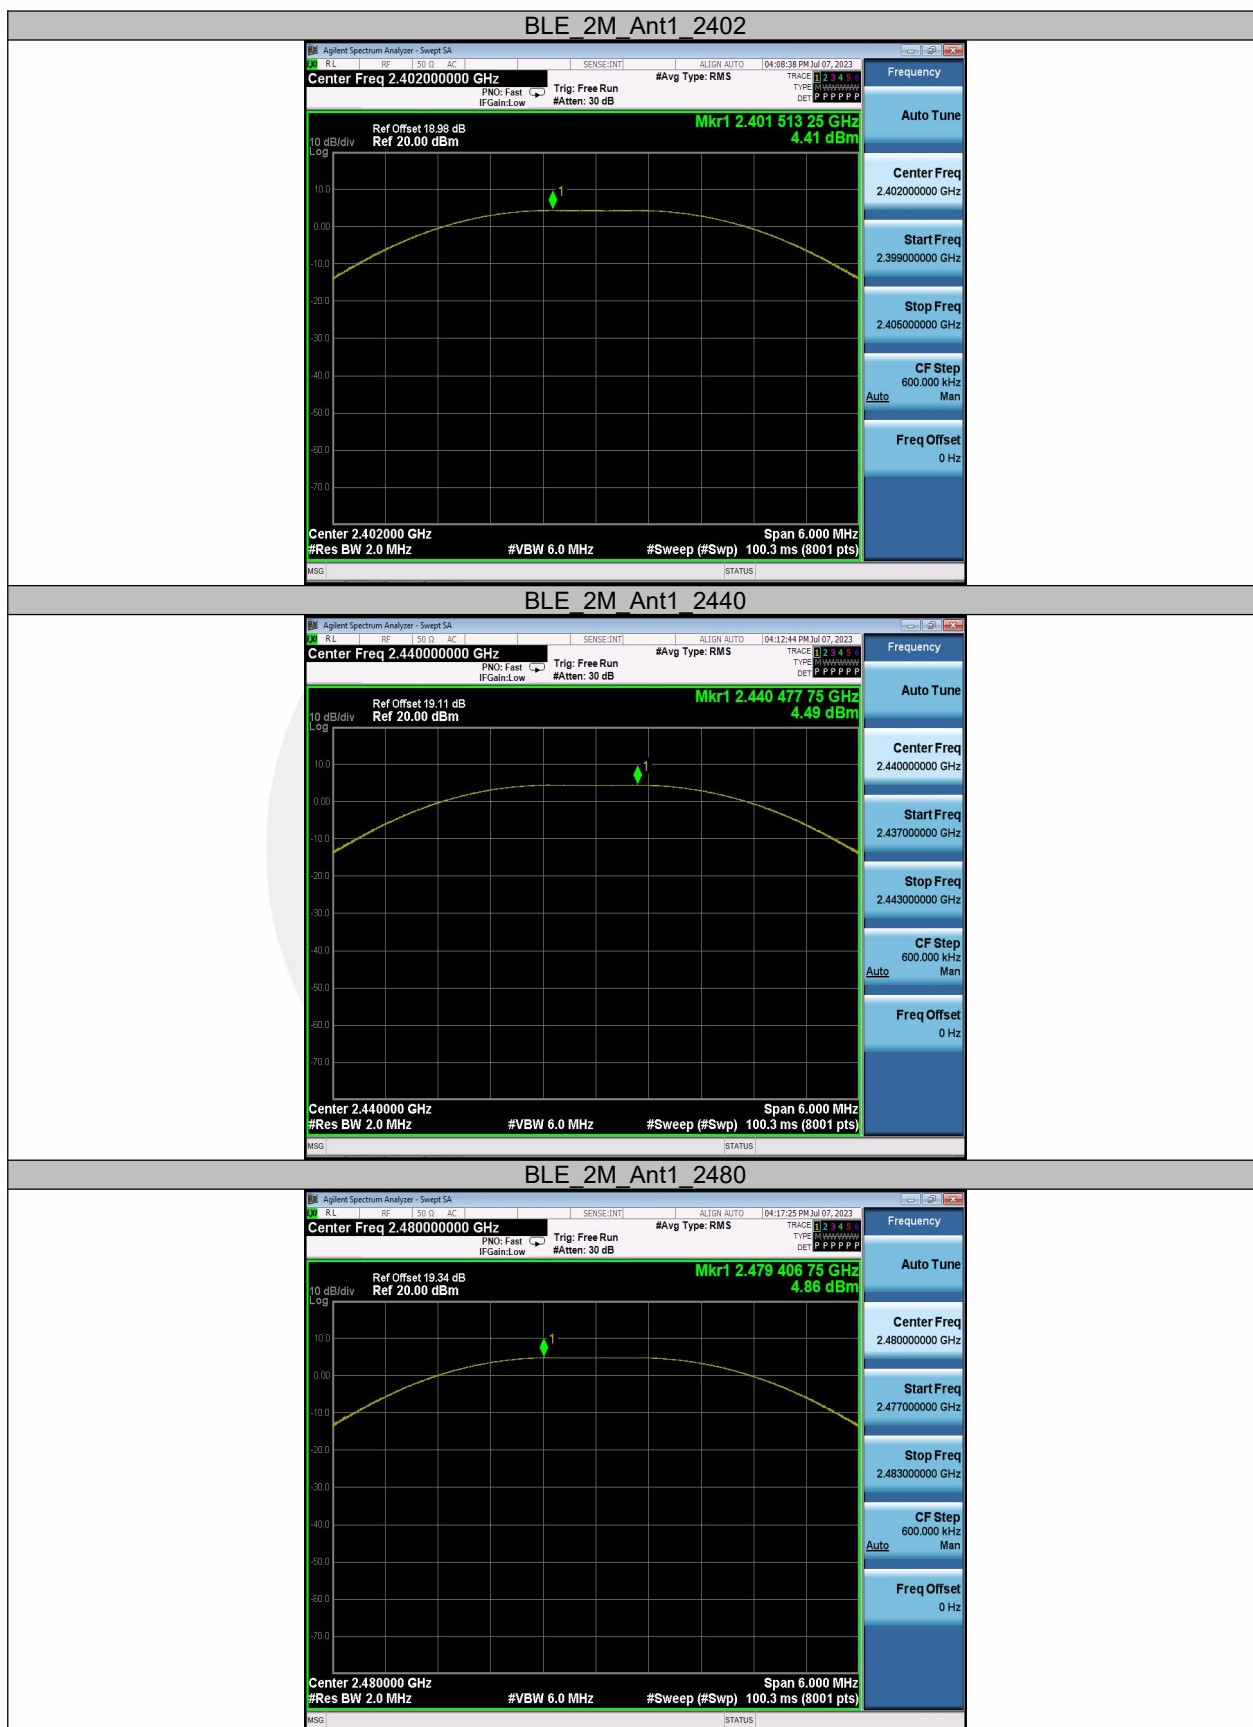 BLE_2M_Ant1_2402
Agilent Spectrum Analyzer - Swept SA
LXI RL RF 50 Ω AC SENSE:INT ALIGN AUTO 04:08:38 PM Jul 07, 2023
Center Freq 2.402000000 GHz #Avg Type: RMS TRACE 1 2 3 4 5 6
PNO: Fast Trig: Free Run TYPE M W W W W W
IFGain:Low #Atten: 30 dB DET P P P P P P
Frequency
Auto Tune
Mkr1 2.401 513 25 GHz
4.41 dBm
Ref Offset 18.98 dB
10 dB/div Ref 20.00 dBm
Log
1
10.0
0.00
-10.0
-20.0
-30.0
-40.0
-50.0
-60.0
-70.0
Center Freq
2.402000000 GHz
Start Freq
2.399000000 GHz
Stop Freq
2.405000000 GHz
CF Step
600.000 kHz
Auto Man
Freq Offset
0 Hz
Center 2.402000 GHz Span 6.000 MHz
#Res BW 2.0 MHz #VBW 6.0 MHz #Sweep (#Swp) 100.3 ms (8001 pts)
MSG STATUS
BLE_2M_Ant1_2440
Agilent Spectrum Analyzer - Swept SA
LXI RL RF 50 Ω AC SENSE:INT ALIGN AUTO 04:12:44 PM Jul 07, 2023
Center Freq 2.440000000 GHz #Avg Type: RMS TRACE 1 2 3 4 5 6
PNO: Fast Trig: Free Run TYPE M W W W W W
IFGain:Low #Atten: 30 dB DET P P P P P P
Frequency
Auto Tune
Mkr1 2.440 477 75 GHz
4.49 dBm
Ref Offset 19.11 dB
10 dB/div Ref 20.00 dBm
Log
1
10.0
0.00
-10.0
-20.0
-30.0
-40.0
-50.0
-60.0
-70.0
Center Freq
2.440000000 GHz
Start Freq
2.437000000 GHz
Stop Freq
2.443000000 GHz
CF Step
600.000 kHz
Auto Man
Freq Offset
0 Hz
Center 2.440000 GHz Span 6.000 MHz
#Res BW 2.0 MHz #VBW 6.0 MHz #Sweep (#Swp) 100.3 ms (8001 pts)
MSG STATUS
BLE_2M_Ant1_2480
Agilent Spectrum Analyzer - Swept SA
LXI RL RF 50 Ω AC SENSE:INT ALIGN AUTO 04:17:25 PM Jul 07, 2023
Center Freq 2.480000000 GHz #Avg Type: RMS TRACE 1 2 3 4 5 6
PNO: Fast Trig: Free Run TYPE M W W W W W
IFGain:Low #Atten: 30 dB DET P P P P P P
Frequency
Auto Tune
Mkr1 2.479 406 75 GHz
4.86 dBm
Ref Offset 19.34 dB
10 dB/div Ref 20.00 dBm
Log
1
10.0
0.00
-10.0
-20.0
-30.0
-40.0
-50.0
-60.0
-70.0
Center Freq
2.480000000 GHz
Start Freq
2.477000000 GHz
Stop Freq
2.483000000 GHz
CF Step
600.000 kHz
Auto Man
Freq Offset
0 Hz
Center 2.480000 GHz Span 6.000 MHz
#Res BW 2.0 MHz #VBW 6.0 MHz #Sweep (#Swp) 100.3 ms (8001 pts)
MSG STATUS